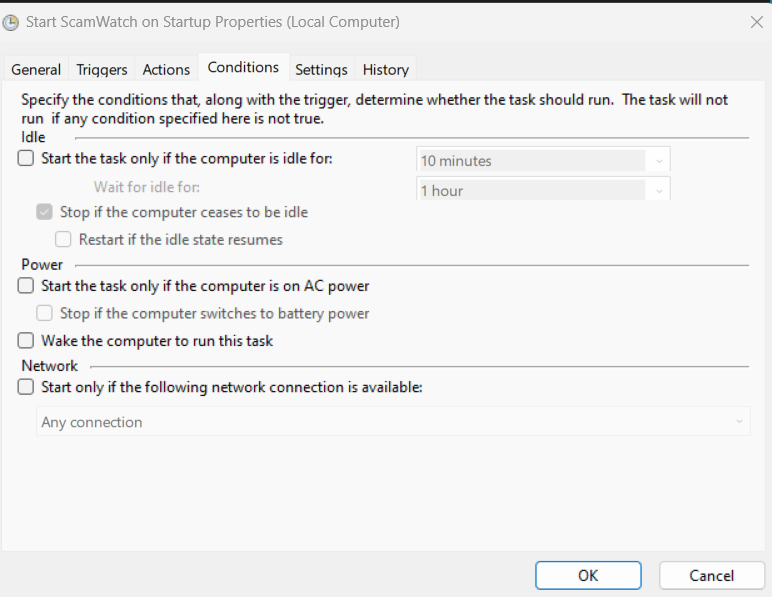 Start ScamWatch on Startup Properties (Local Computer)
General Triggers Actions Conditions Settings History
Specify the conditions that, along with the trigger, determine whether the task should run. The task will not
run if any condition specified here is not true.
Idle
Start the task only if the computer is idle for: 10 minutes
Wait for idle for: 1 hour
Stop if the computer ceases to be idle
Restart if the idle state resumes
Power
Start the task only if the computer is on AC power
Stop if the computer switches to battery power
Wake the computer to run this task
Network
Start only if the following network connection is available:
Any connection
OK Cancel